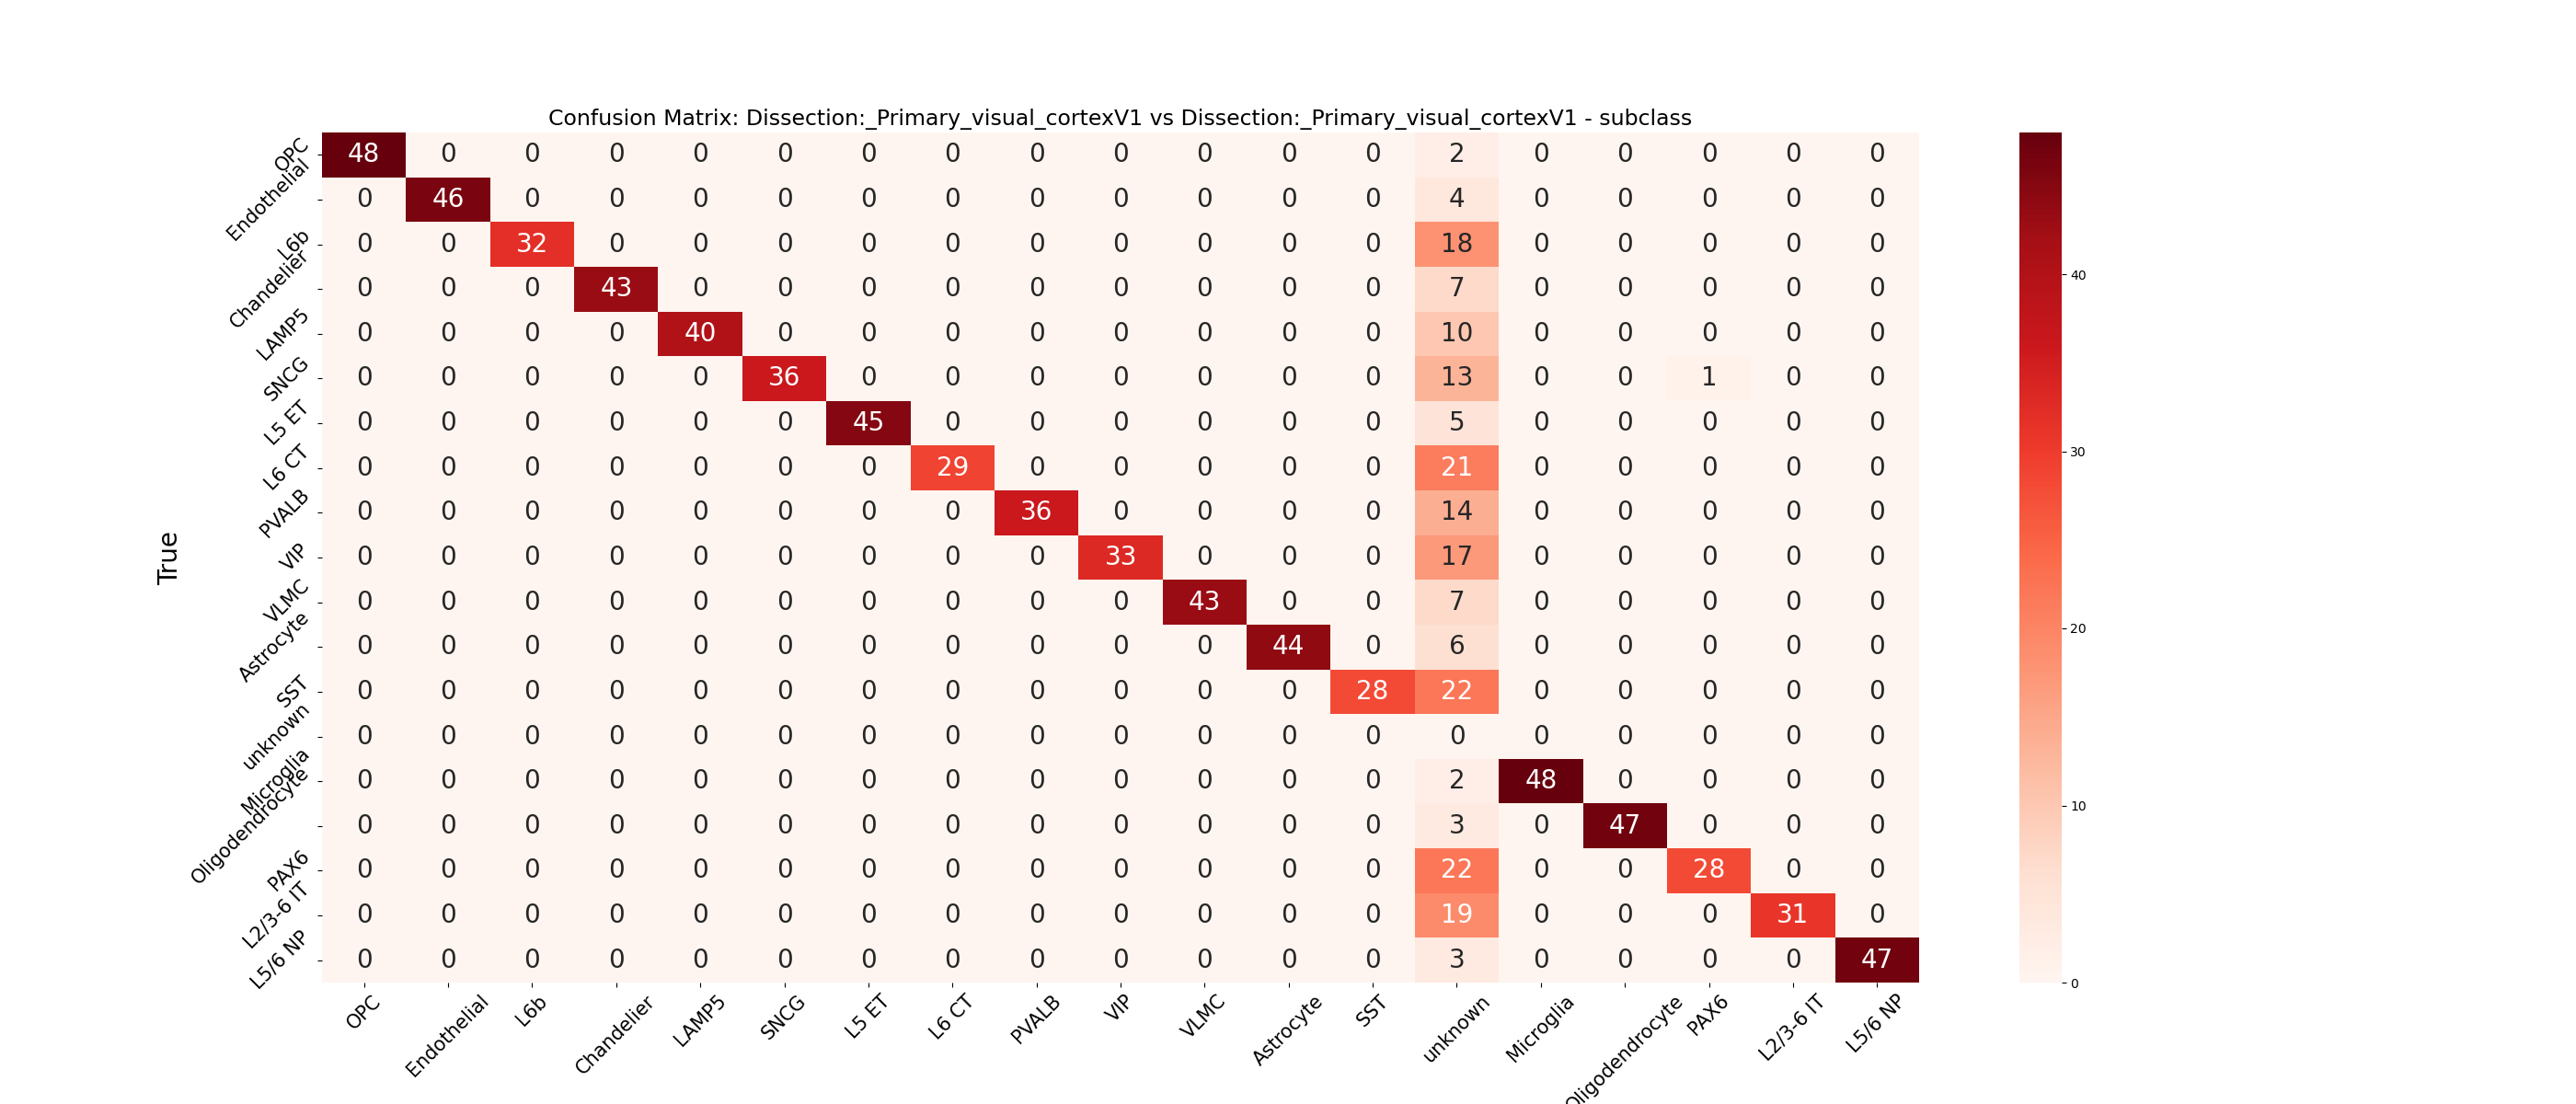 Confusion Matrix: Dissection:_Primary_visual_cortexV1 vs Dissection:_Primary_visual_cortexV1 - subclass
True
OPC 48 0 0 0 0 0 0 0 0 0 0 0 0 2 0 0 0 0 0
Endothelial 0 46 0 0 0 0 0 0 0 0 0 0 0 4 0 0 0 0 0
L6b 0 0 32 0 0 0 0 0 0 0 0 0 0 18 0 0 0 0 0
Chandelier 0 0 0 43 0 0 0 0 0 0 0 0 0 7 0 0 0 0 0
LAMP5 0 0 0 0 40 0 0 0 0 0 0 0 0 10 0 0 0 0 0
SNCG 0 0 0 0 0 36 0 0 0 0 0 0 0 13 0 0 1 0 0
L5 ET 0 0 0 0 0 0 45 0 0 0 0 0 0 5 0 0 0 0 0
L6 CT 0 0 0 0 0 0 0 29 0 0 0 0 0 21 0 0 0 0 0
PVALB 0 0 0 0 0 0 0 0 36 0 0 0 0 14 0 0 0 0 0
VIP 0 0 0 0 0 0 0 0 0 33 0 0 0 17 0 0 0 0 0
VLMC 0 0 0 0 0 0 0 0 0 0 43 0 0 7 0 0 0 0 0
Astrocyte 0 0 0 0 0 0 0 0 0 0 0 44 0 6 0 0 0 0 0
SST 0 0 0 0 0 0 0 0 0 0 0 0 28 22 0 0 0 0 0
unknown 0 0 0 0 0 0 0 0 0 0 0 0 0 0 0 0 0 0 0
Microglia 0 0 0 0 0 0 0 0 0 0 0 0 0 2 48 0 0 0 0
Oligodendrocyte 0 0 0 0 0 0 0 0 0 0 0 0 0 3 0 47 0 0 0
PAX6 0 0 0 0 0 0 0 0 0 0 0 0 0 22 0 0 28 0 0
L2/3-6 IT 0 0 0 0 0 0 0 0 0 0 0 0 0 19 0 0 0 31 0
L5/6 NP 0 0 0 0 0 0 0 0 0 0 0 0 0 3 0 0 0 0 47
OPC Endothelial L6b Chandelier LAMP5 SNCG L5 ET L6 CT PVALB VIP VLMC Astrocyte SST unknown Microglia Oligodendrocyte PAX6 L2/3-6 IT L5/6 NP
40
30
20
10
0